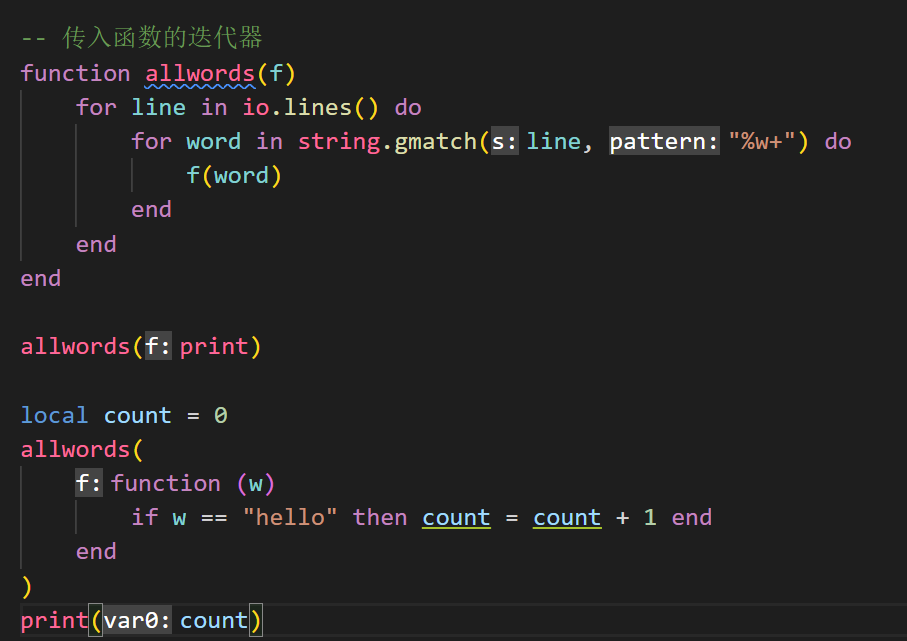 -- 传入函数的迭代器
function allwords(f)
    for line in io.lines() do
        for word in string.gmatch(s: line, pattern: "%w+") do
            f(word)
        end
    end
end

allwords(f: print)

local count = 0
allwords(
    f: function (w)
        if w == "hello" then count = count + 1 end
    end
)
print(var0: count)